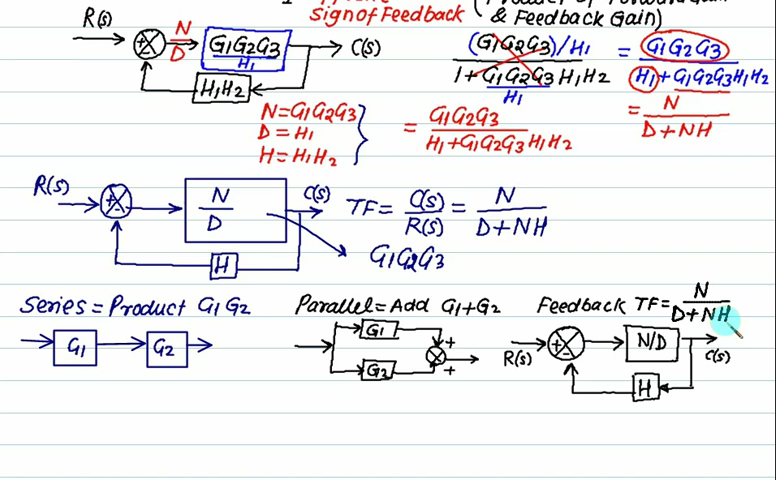 Sign of Feedback
& Feedback Gain)
R(s)
N
D
G1G2G3
H1
C(s)
H1H2
(G1G2G3)/H1
1+G1G2G3H1H2
H1
= G1G2G3
H1+G1G2G3H1H2
N=G1G2G3
D=H1
H=H1H2
= G1G2G3
H1+G1G2G3H1H2
= N
D+NH
R(s)
+
-
N
D
C(s)
H
TF = C(s) = N
R(s) D+NH
G1G2G3
Series=Product G1G2
G1
G2
Parallel=Add G1+G2
G1
G2
+
+
Feedback TF= N
D+NH
R(s)
+
-
N/D
C(s)
H